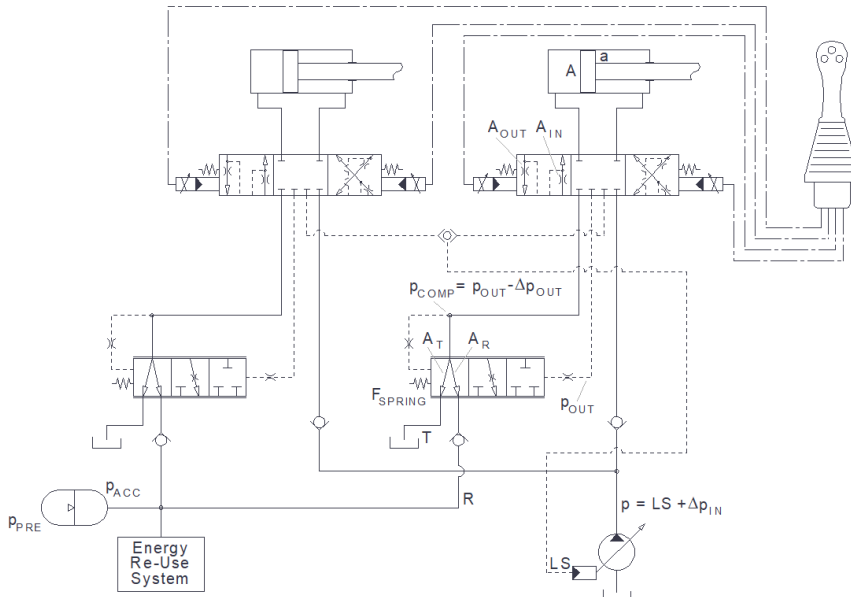 a
A
A_OUT A_IN
p_COMP = p_OUT-Δp_OUT
A_T A_R
F_SPRING
p_OUT
T
p_ACC
R
p_PRE
p = LS + Δp_IN
Energy
Re-Use
System
LS